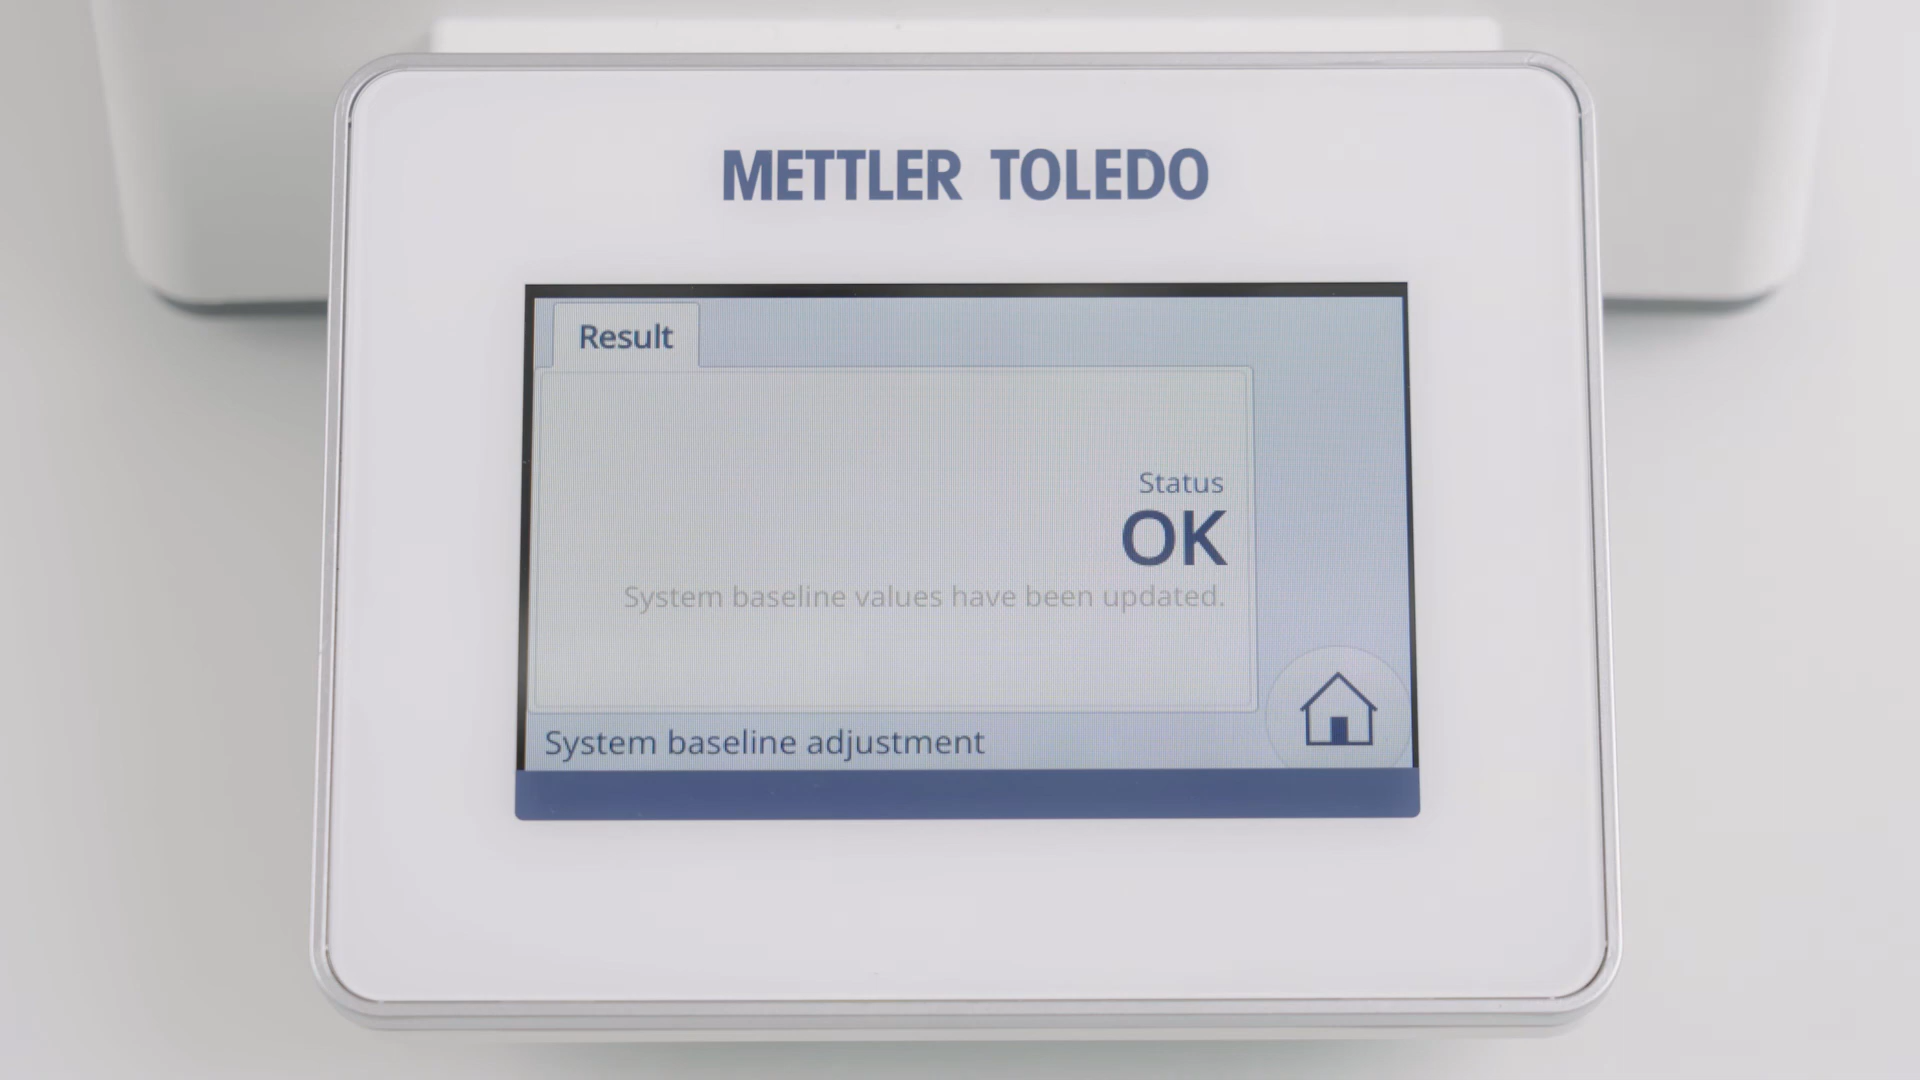 METTLER TOLEDO
Result
Status
OK
System baseline values have been updated.
System baseline adjustment